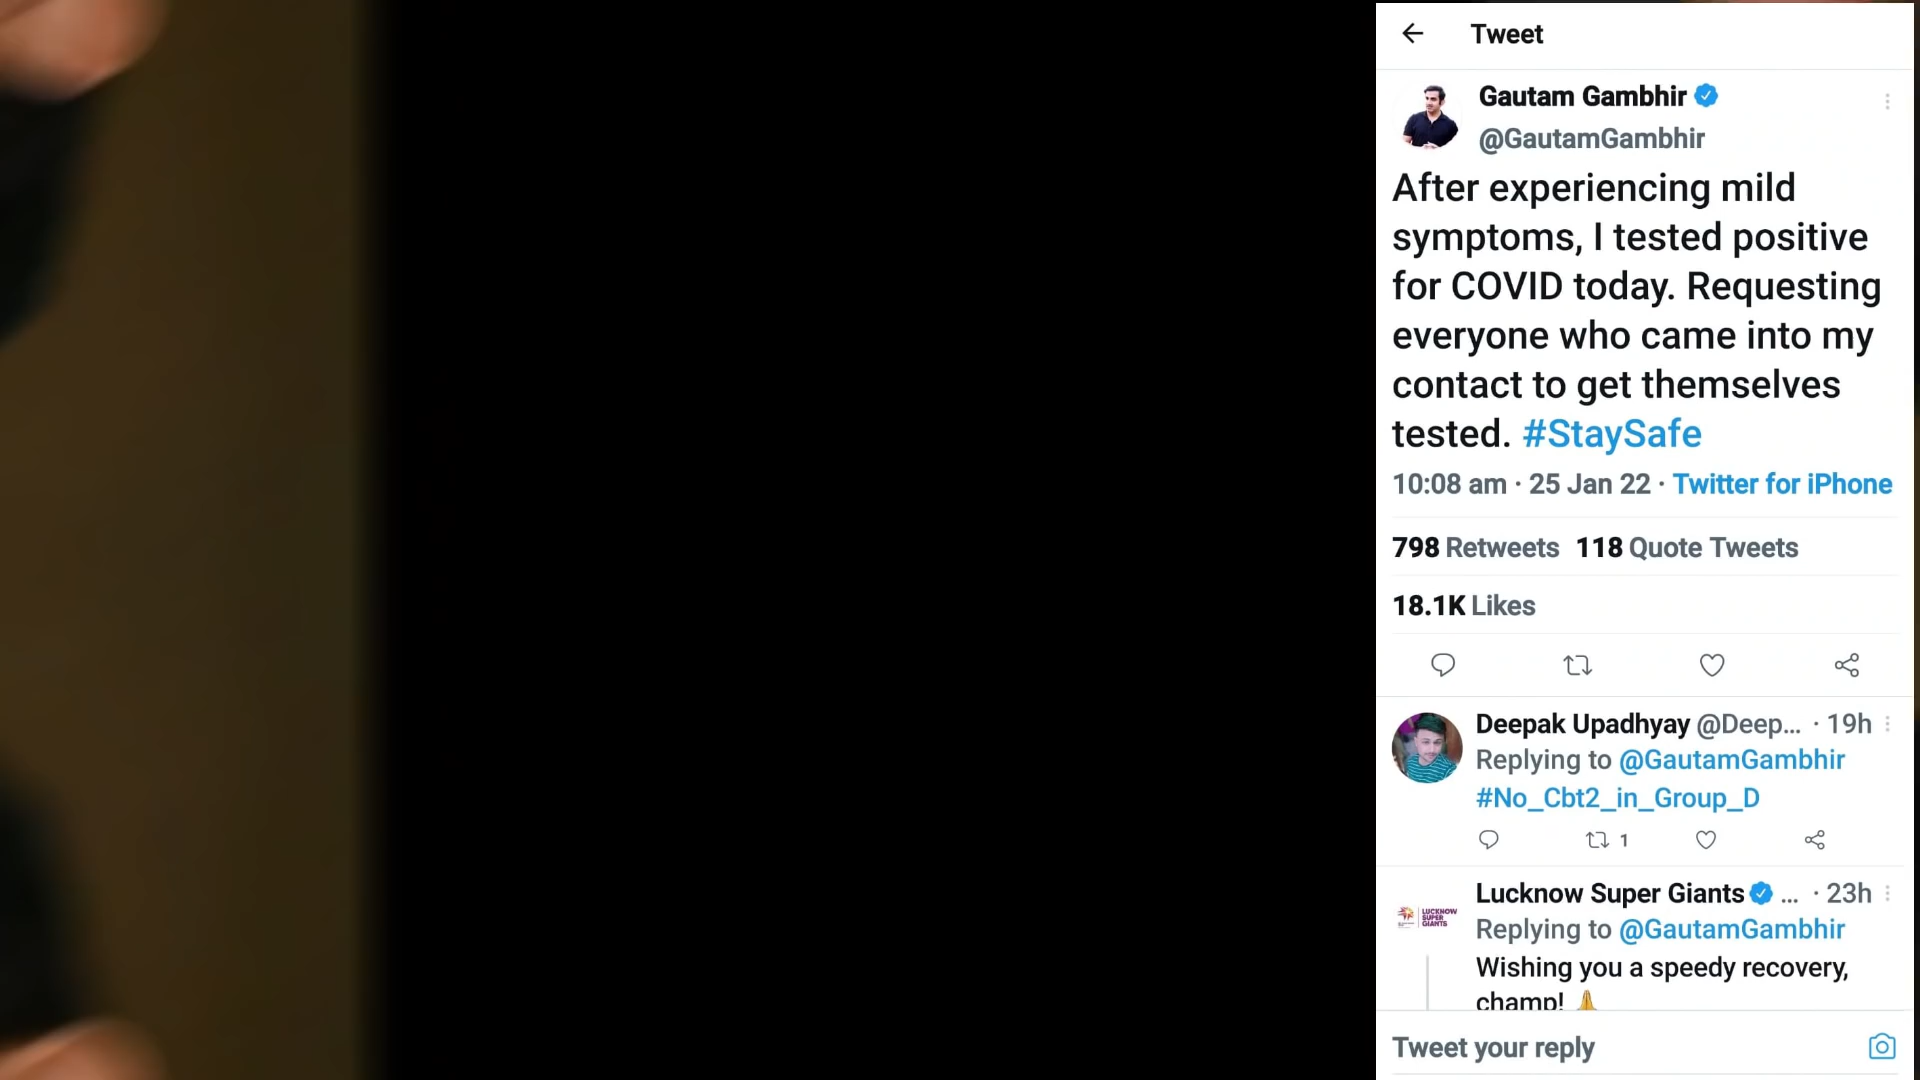 Tweet
Gautam Gambhir
@GautamGambhir
After experiencing mild
symptoms, I tested positive
for COVID today. Requesting
everyone who came into my
contact to get themselves
tested. #StaySafe
10:08 am · 25 Jan 22 · Twitter for iPhone
798 Retweets 118 Quote Tweets
18.1K Likes
Deepak Upadhyay @Deep... · 19h
Replying to @GautamGambhir
#No_Cbt2_in_Group_D
1
Lucknow Super Giants ... · 23h
LUCKNOW
SUPER
GIANTS
Replying to @GautamGambhir
Wishing you a speedy recovery,
champ! 🙏
Tweet your reply